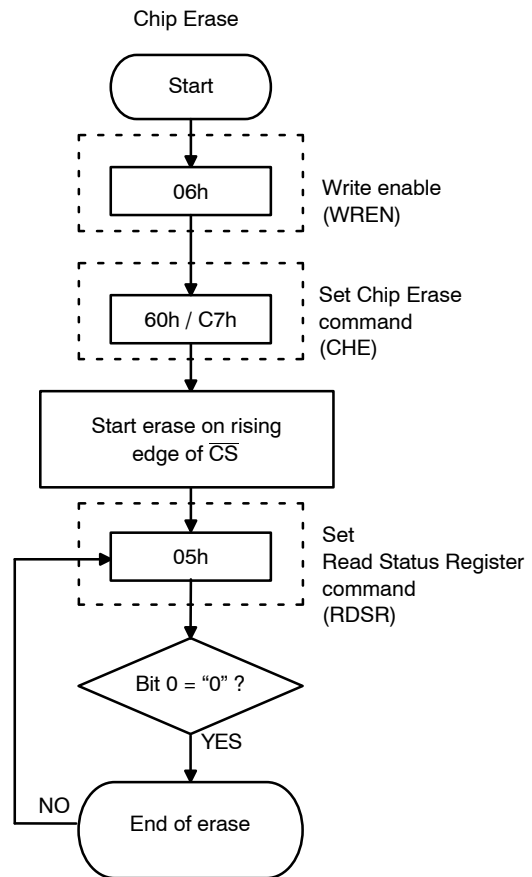 Chip Erase
Start
06h
Write enable
(WREN)
60h / C7h
Set Chip Erase
command
(CHE)
Start erase on rising
edge of C̅S̅
05h
Set
Read Status Register
command
(RDSR)
Bit 0 = “0” ?
YES
NO
End of erase